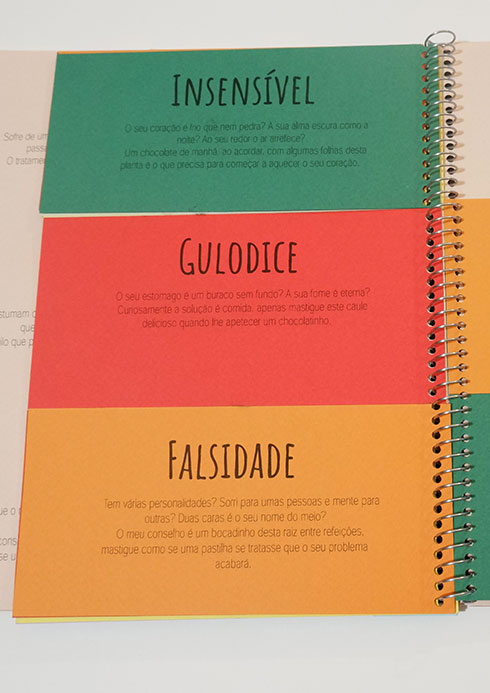 INSENSÍVEL
O seu coração é frio que nem pedra? A sua alma escura como a
noite? Ao seu redor o ar arrefece?
Um chocolate de manhã, ao acordar, com algumas folhas desta
planta é o que precisa para começar a aquecer o seu coração.
GULODICE
O seu estomago é um buraco sem fundo? A sua fome é eterna?
Curiosamente a solução é comida, apenas mastigue este caule
delicioso quando lhe apetecer um chocolatinho.
FALSIDADE
Tem várias personalidades? Sorri para umas pessoas e mente para
outras? Duas caras é o seu nome do meio?
O meu conselho é um bocadinho desta raiz entre refeições,
mastigue como se uma pastilha se tratasse que o seu problema
acabará.
Sofre de um
O tratame
stumam
que